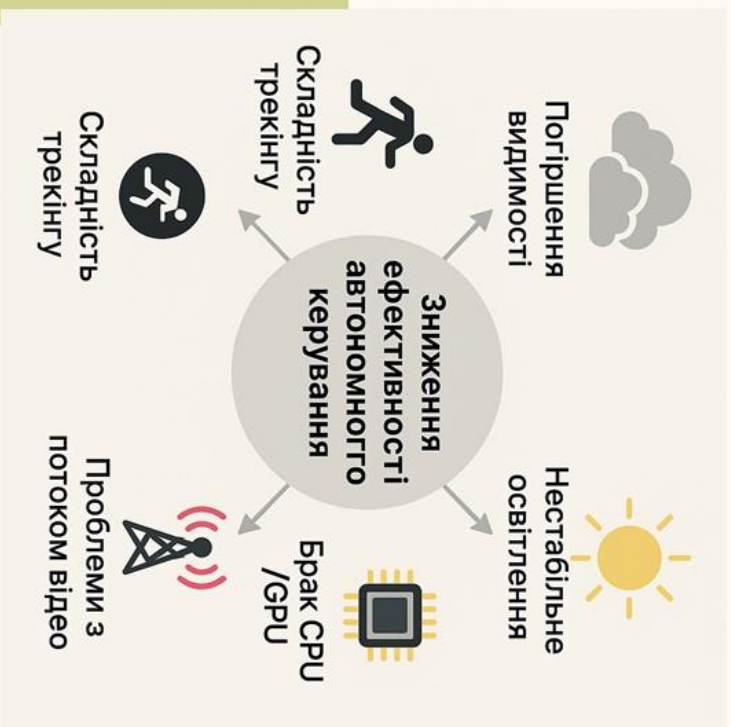 Погіршення
видимості
Нестабільне
освітлення
Складність
трекінгу
Зниження
ефективності
автономного
керування
Брак CPU
/GPU
Складність
трекінгу
Проблеми з
потоком відео